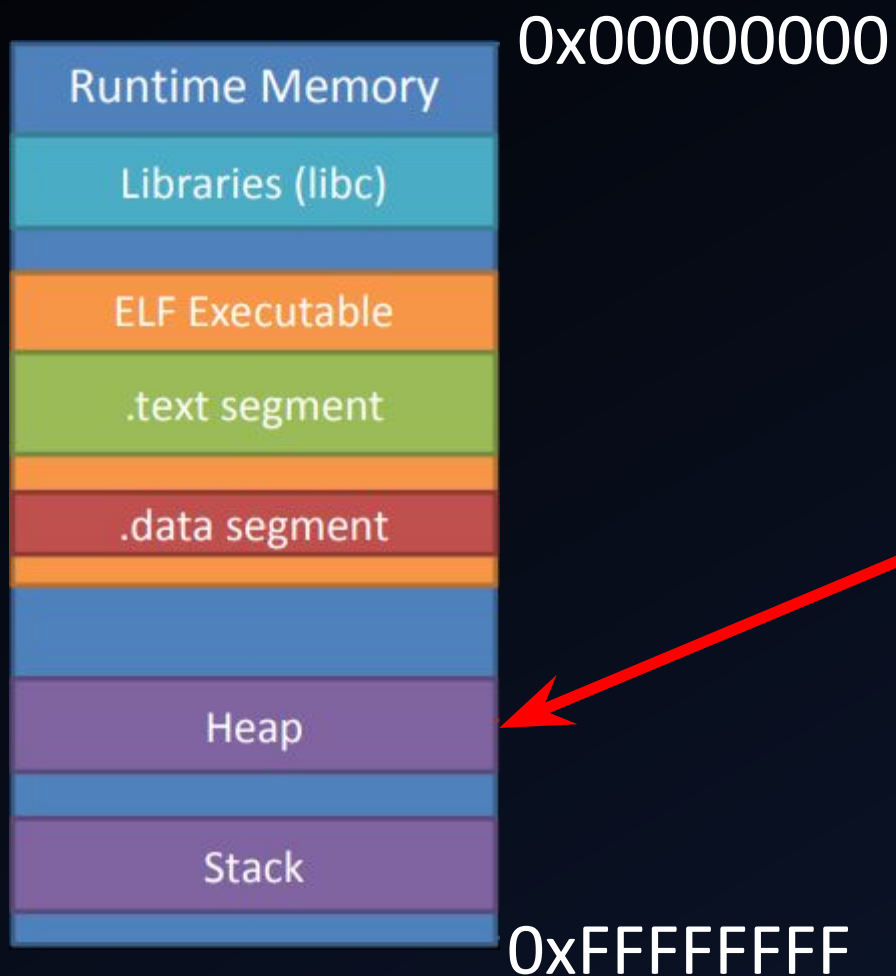 0x00000000
Runtime Memory
Libraries (libc)
ELF Executable
.text segment
.data segment
Heap
Stack
0xFFFFFFFF